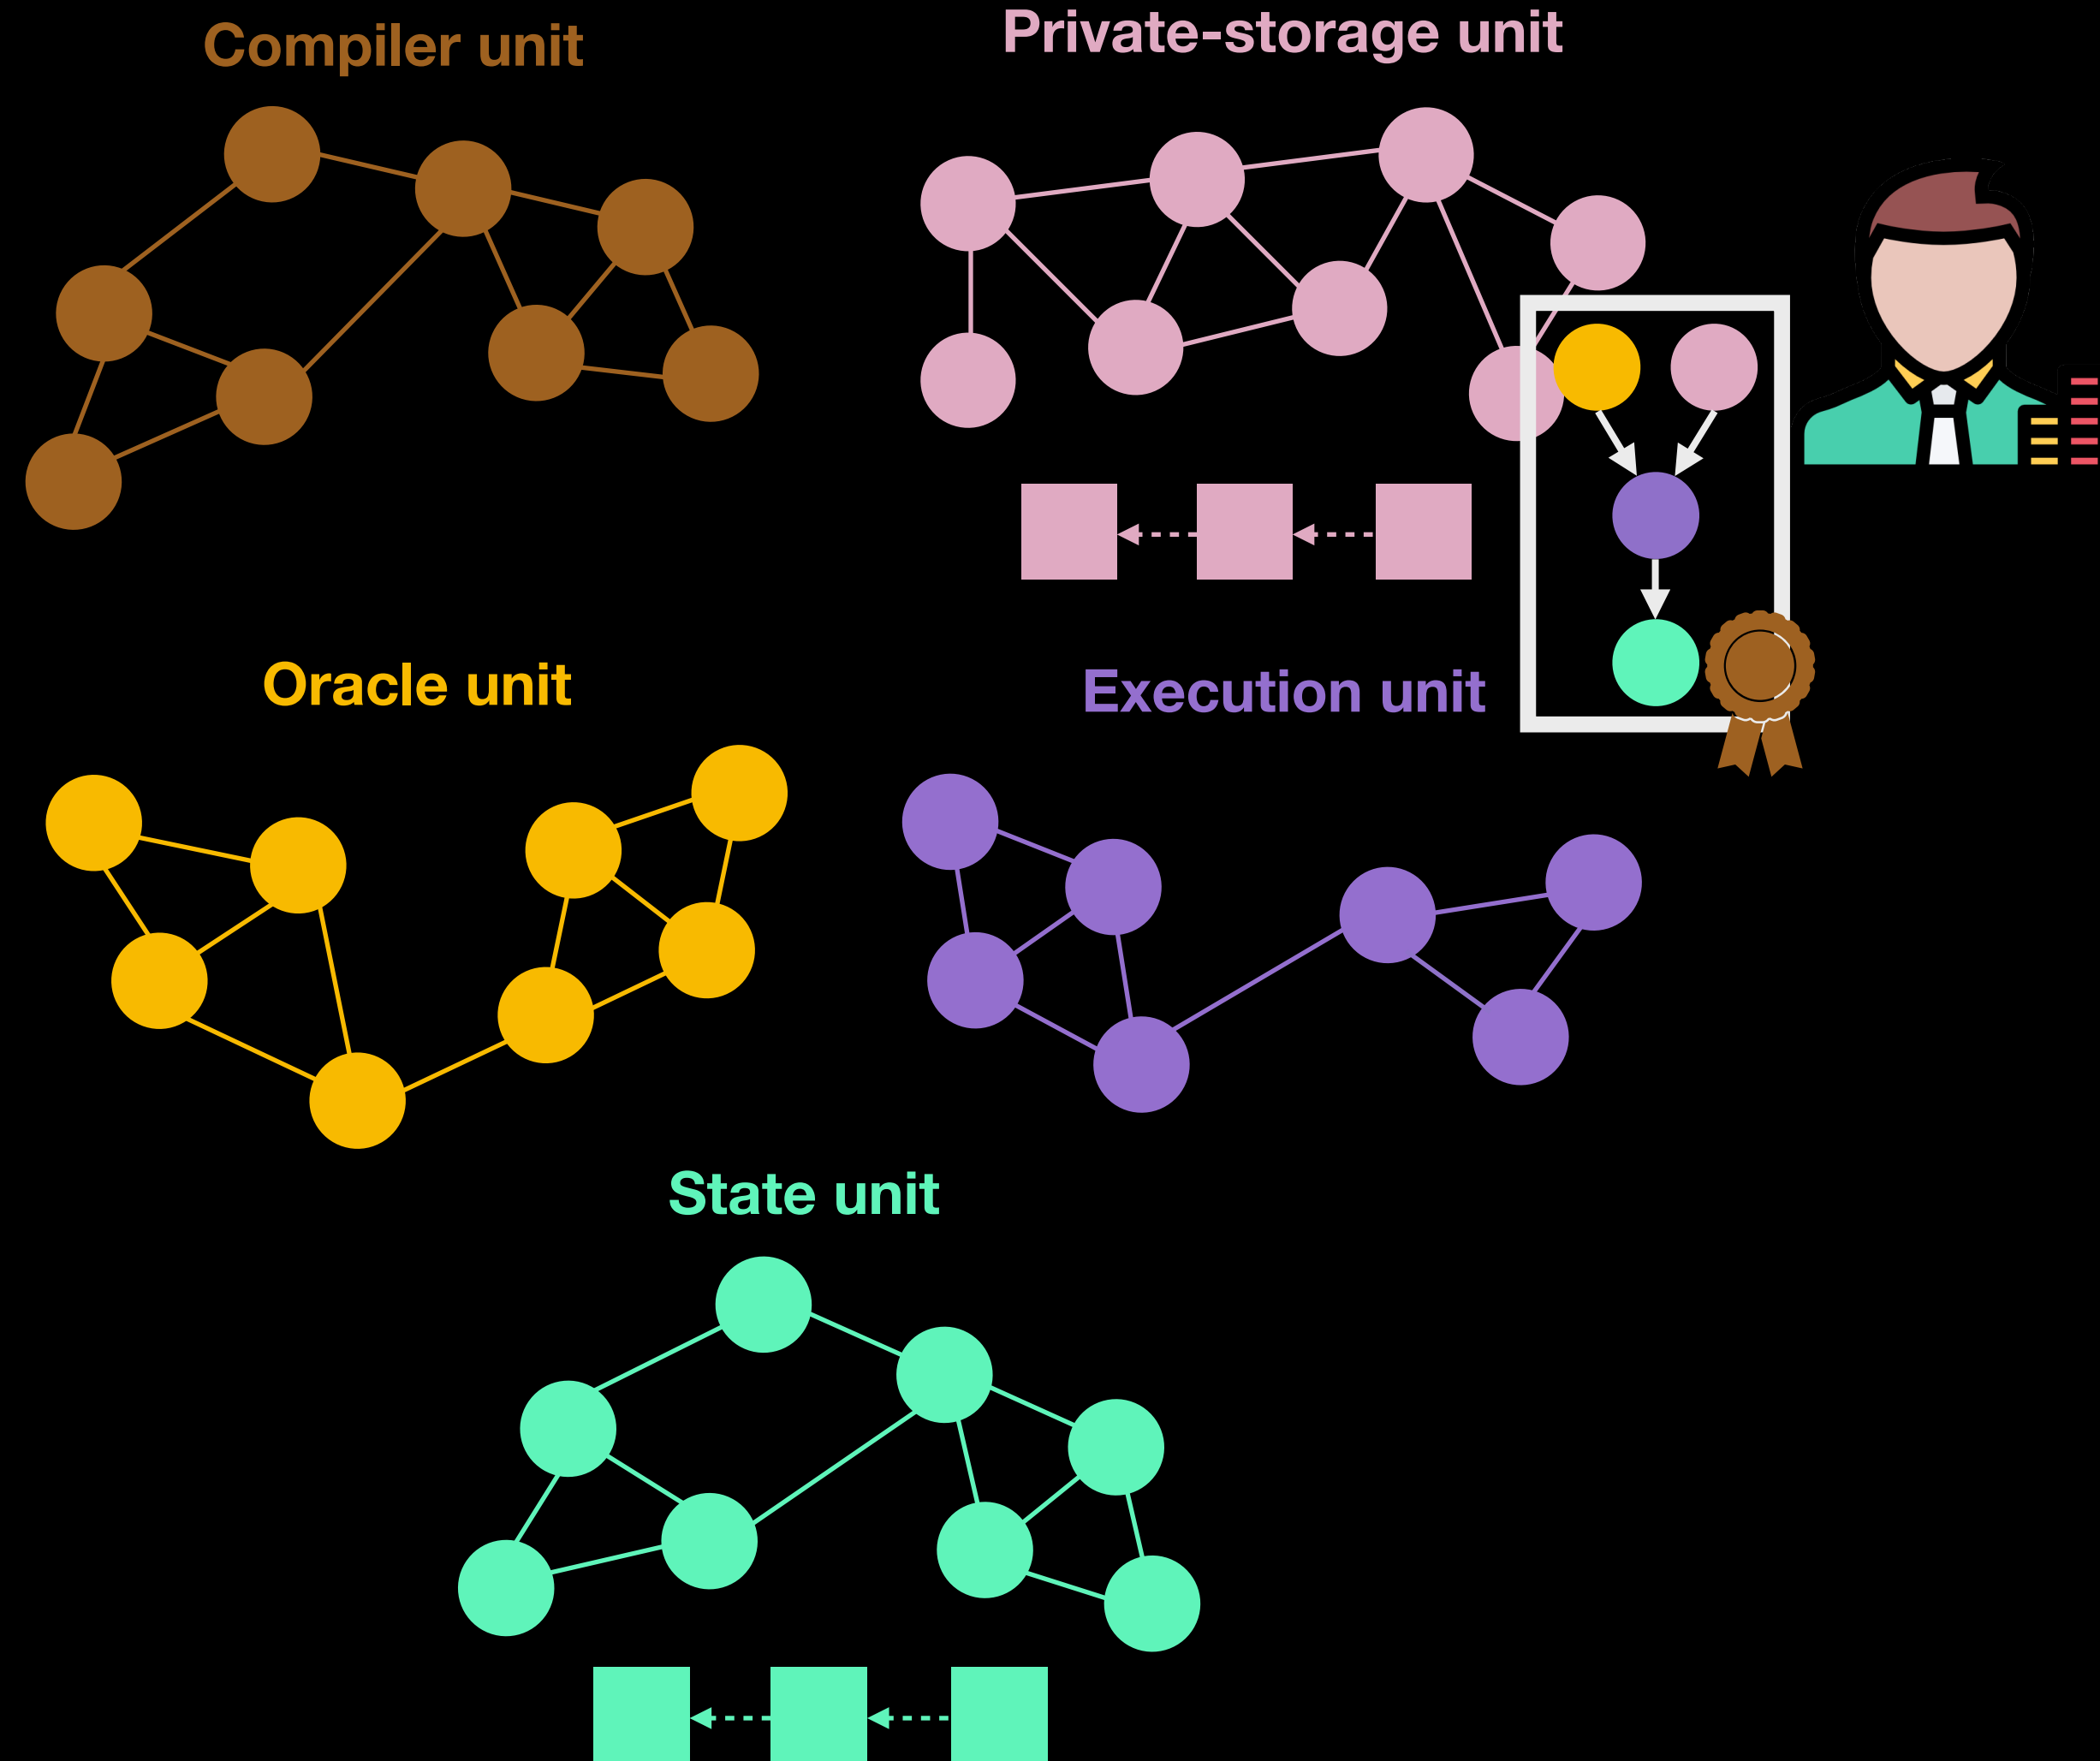 Compiler unit
Private-storage unit
Oracle unit
Execution unit
State unit